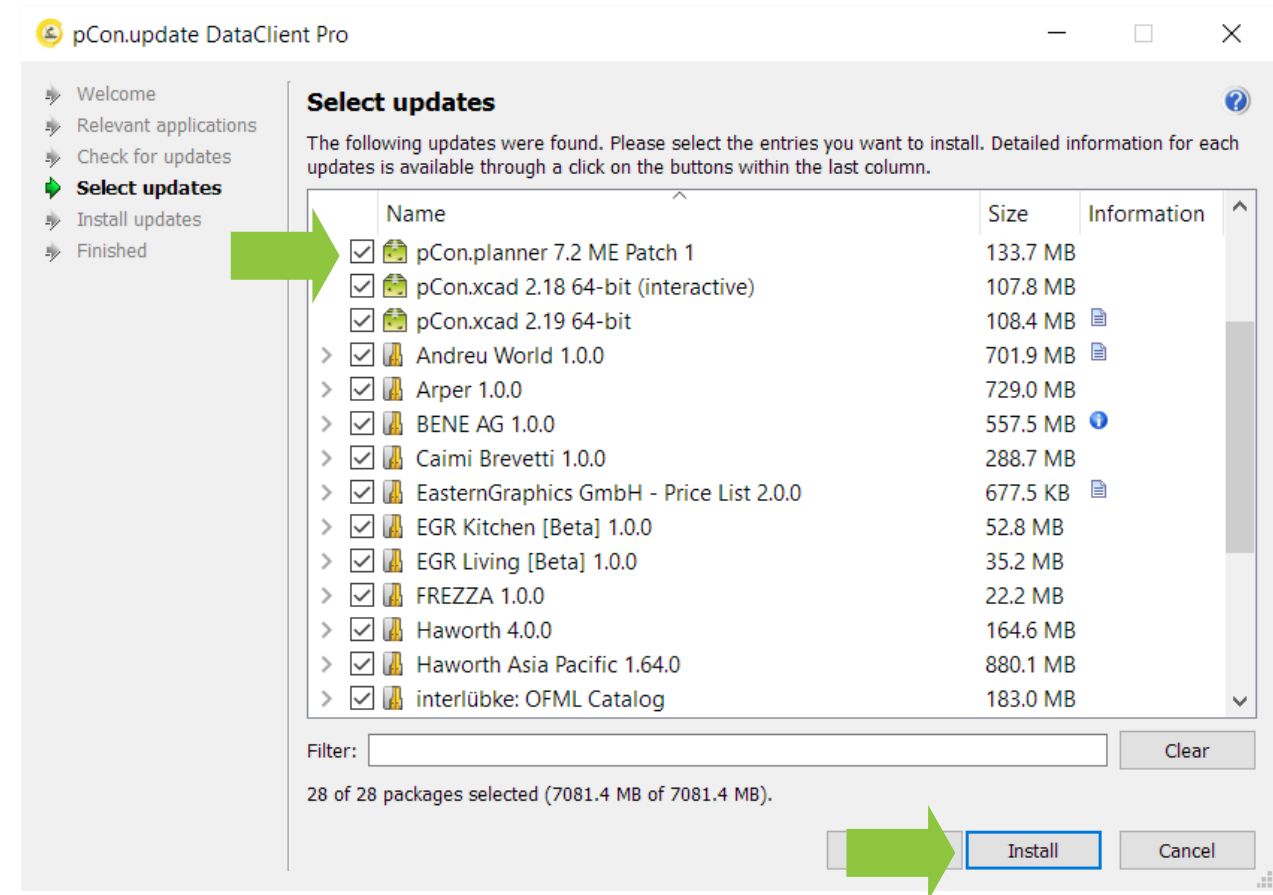 pCon.update DataClient Pro
Welcome
Relevant applications
Check for updates
Select updates
Install updates
Finished
Select updates
The following updates were found. Please select the entries you want to install. Detailed information for each
updates is available through a click on the buttons within the last column.
Name Size Information
pCon.planner 7.2 ME Patch 1 133.7 MB
pCon.xcad 2.18 64-bit (interactive) 107.8 MB
pCon.xcad 2.19 64-bit 108.4 MB
Andreu World 1.0.0 701.9 MB
Arper 1.0.0 729.0 MB
BENE AG 1.0.0 557.5 MB
Caimi Brevetti 1.0.0 288.7 MB
EasternGraphics GmbH - Price List 2.0.0 677.5 KB
EGR Kitchen [Beta] 1.0.0 52.8 MB
EGR Living [Beta] 1.0.0 35.2 MB
FREZZA 1.0.0 22.2 MB
Haworth 4.0.0 164.6 MB
Haworth Asia Pacific 1.64.0 880.1 MB
interlübke: OFML Catalog 183.0 MB
Filter:
Clear
28 of 28 packages selected (7081.4 MB of 7081.4 MB).
Install
Cancel